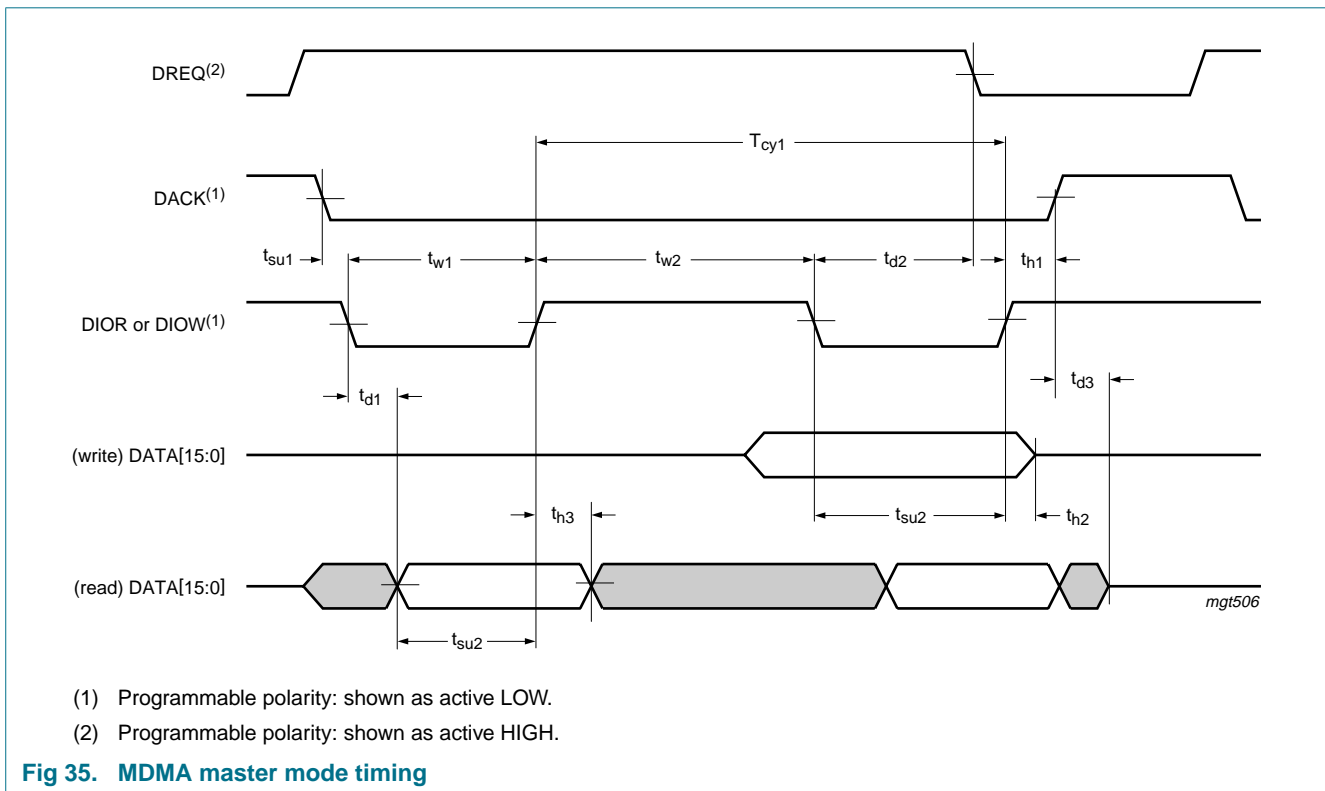 DREQ(2)
Tcy1
DACK(1)
tsu1
tw1
tw2
td2
th1
DIOR or DIOW(1)
td1
td3
(write) DATA[15:0]
th3
tsu2
th2
(read) DATA[15:0]
mgt506
tsu2
(1) Programmable polarity: shown as active LOW.
(2) Programmable polarity: shown as active HIGH.
Fig 35. MDMA master mode timing